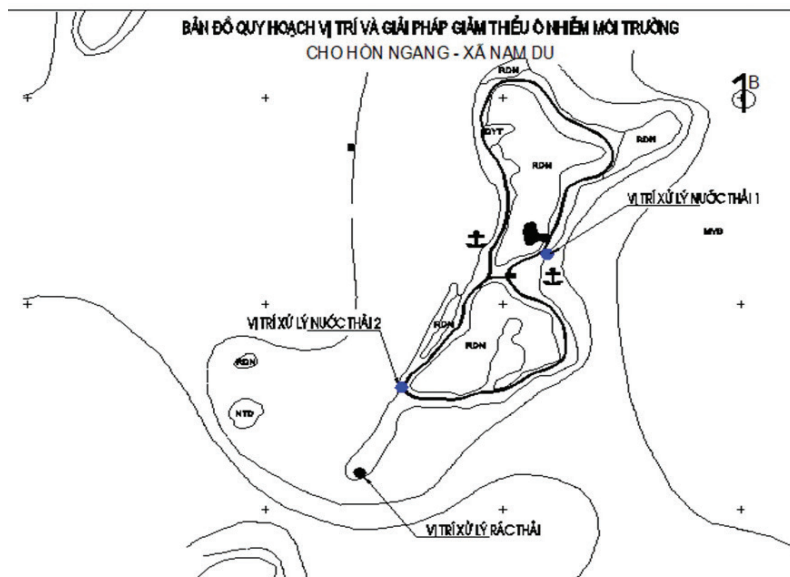 BẢN ĐỒ QUY HOẠCH VỊ TRÍ VÀ GIẢI PHÁP GIẢM THIỂU Ô NHIỄM MÔI TRƯỜNG
CHO HÒN NGANG - XÃ NAM DU
RDN
B
RDN
RDN
VỊ TRÍ XỬ LÝ NƯỚC THẢI 1
VỊ TRÍ XỬ LÝ NƯỚC THẢI 2
RDN
RDN
RDN
NTD
VỊ TRÍ XỬ LÝ RÁC THẢI